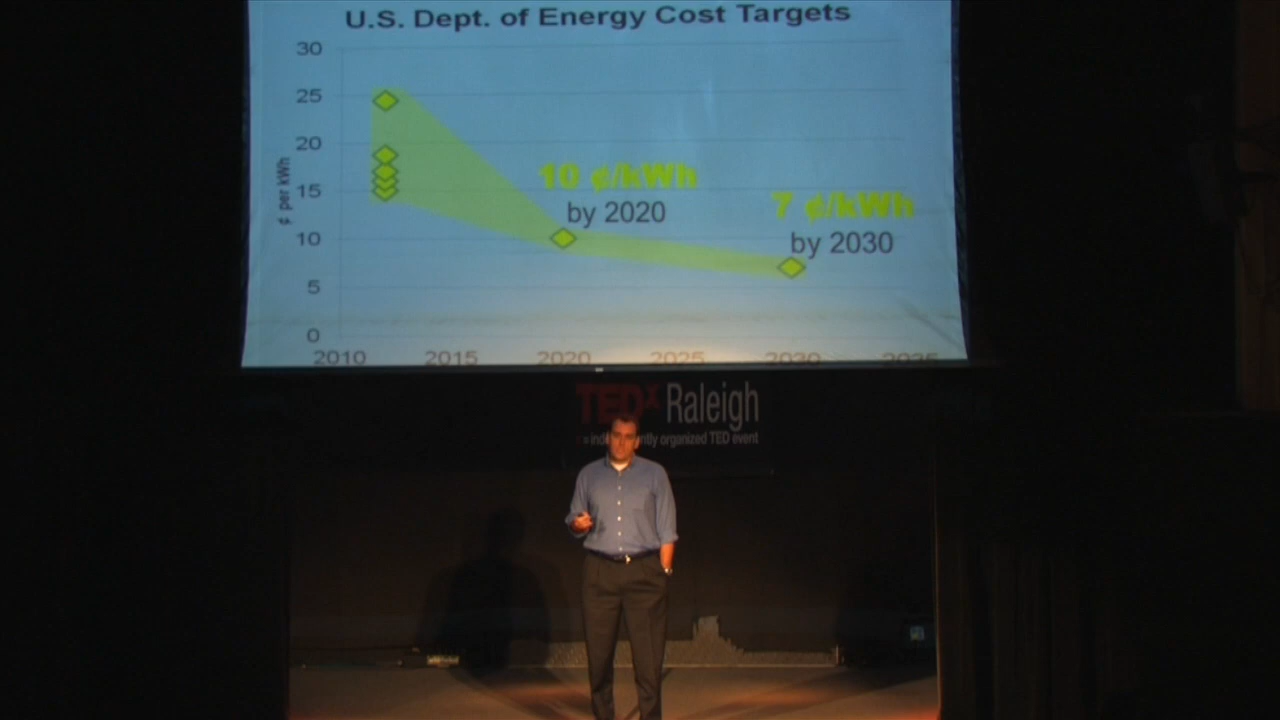 U.S. Dept. of Energy Cost Targets
30
25
20
15
10
5
0
¢ per kWh
10 ¢/kWh
by 2020
7 ¢/kWh
by 2030
2010 2015 2020 2025 2030 2035
TEDx Raleigh
organized TED event